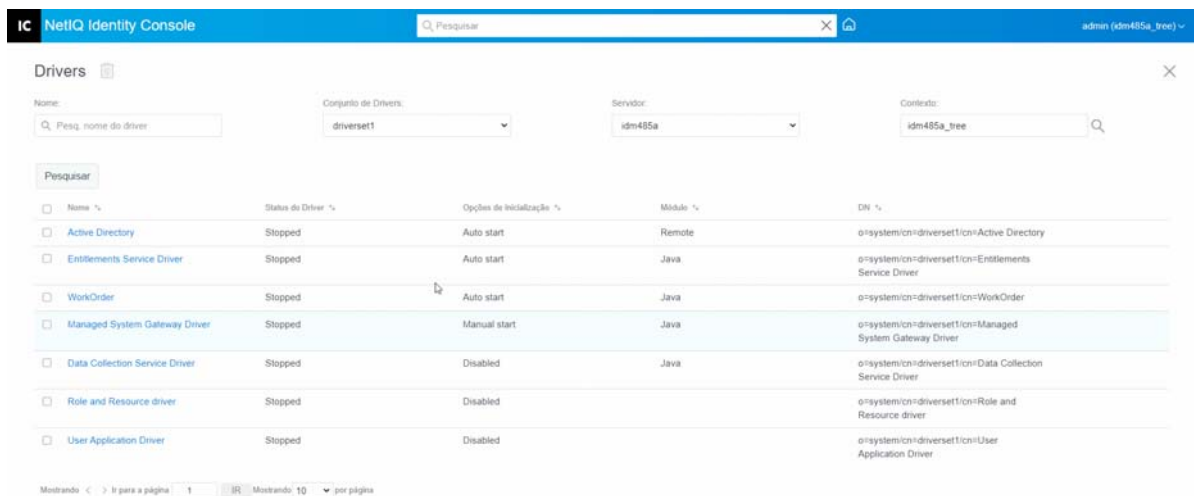 IC NetIQ Identity Console Pesquisar admin (idm485a_tree)
Drivers
Nome: Conjunto de Drivers: Servidor: Contexto:
Pesq. nome do driver driverset1 idm485a idm485a_tree
Pesquisar
Nome Status do Driver Opções de Inicialização Módulo DN
Active Directory Stopped Auto start Remote o=system/cn=driverset1/cn=Active Directory
Entitlements Service Driver Stopped Auto start Java o=system/cn=driverset1/cn=Entitlements
Service Driver
WorkOrder Stopped Auto start Java o=system/cn=driverset1/cn=WorkOrder
Managed System Gateway Driver Stopped Manual start Java o=system/cn=driverset1/cn=Managed
System Gateway Driver
Data Collection Service Driver Stopped Disabled Java o=system/cn=driverset1/cn=Data Collection
Service Driver
Role and Resource driver Stopped Disabled o=system/cn=driverset1/cn=Role and
Resource driver
User Application Driver Stopped Disabled o=system/cn=driverset1/cn=User
Application Driver
Mostrando < > Ir para a página 1 IR Mostrando 10 por página